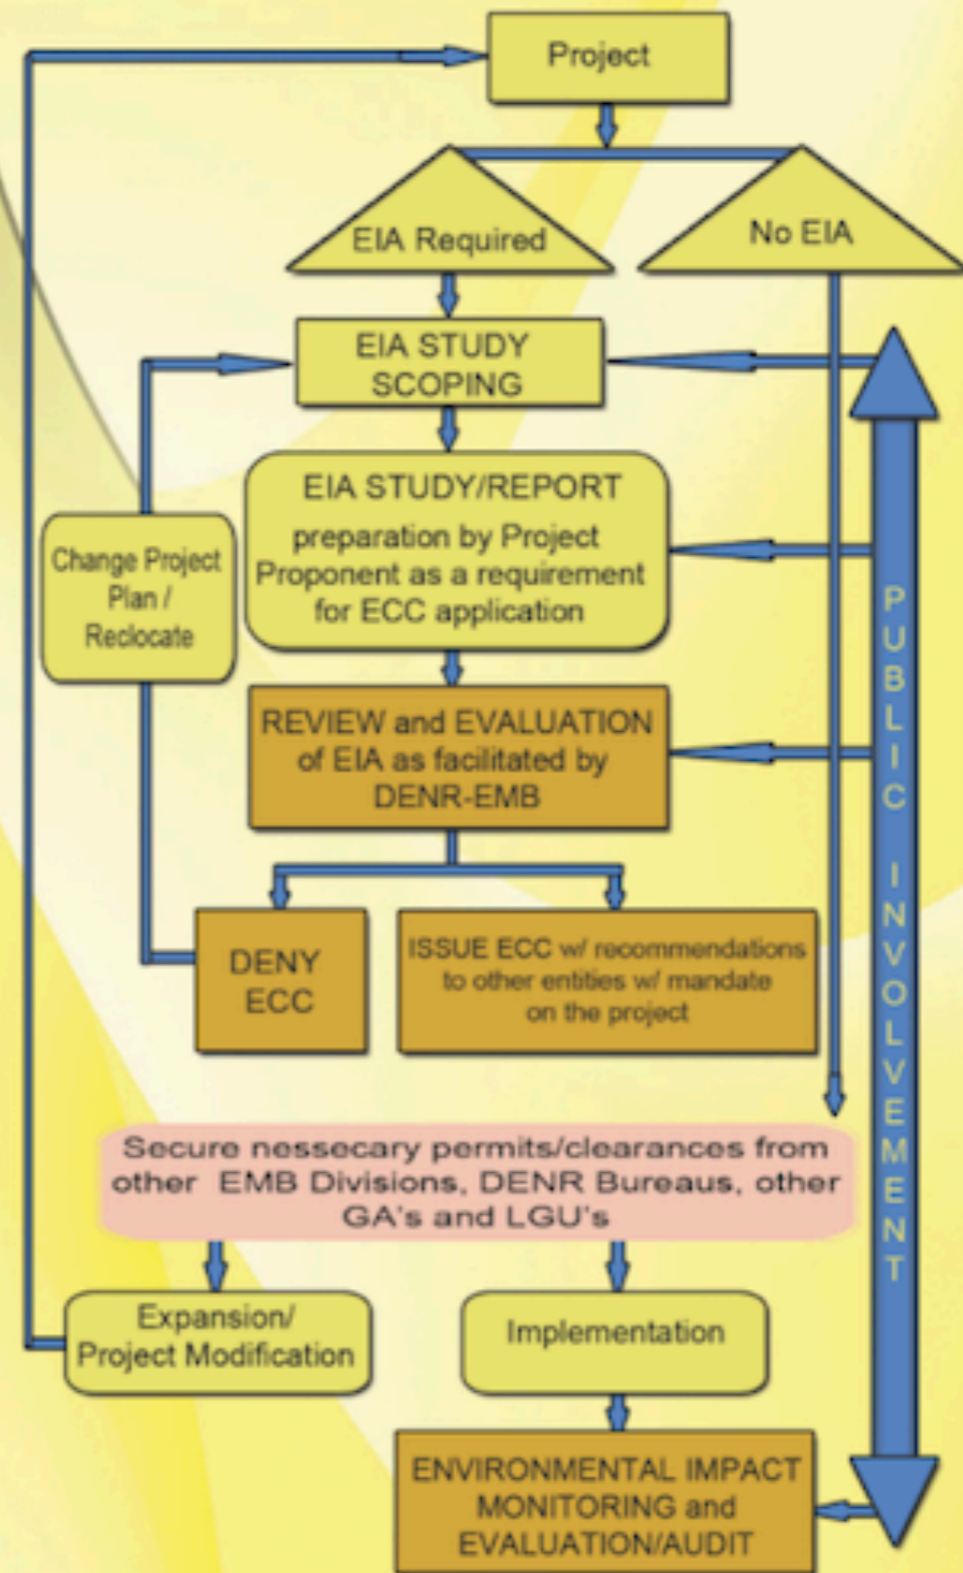 Project
EIA Required
No EIA
EIA STUDY
SCOPING
EIA STUDY/REPORT
preparation by Project
Proponent as a requirement
for ECC application
Change Project
Plan /
Reclocate
REVIEW and EVALUATION
of EIA as facilitated by
DENR-EMB
DENY
ECC
ISSUE ECC w/ recommendations
to other entities w/ mandate
on the project
PUBLIC INVOLVEMENT
Secure nessecary permits/clearances from
other EMB Divisions, DENR Bureaus, other
GA's and LGU's
Expansion/
Project Modification
Implementation
ENVIRONMENTAL IMPACT
MONITORING and
EVALUATION/AUDIT